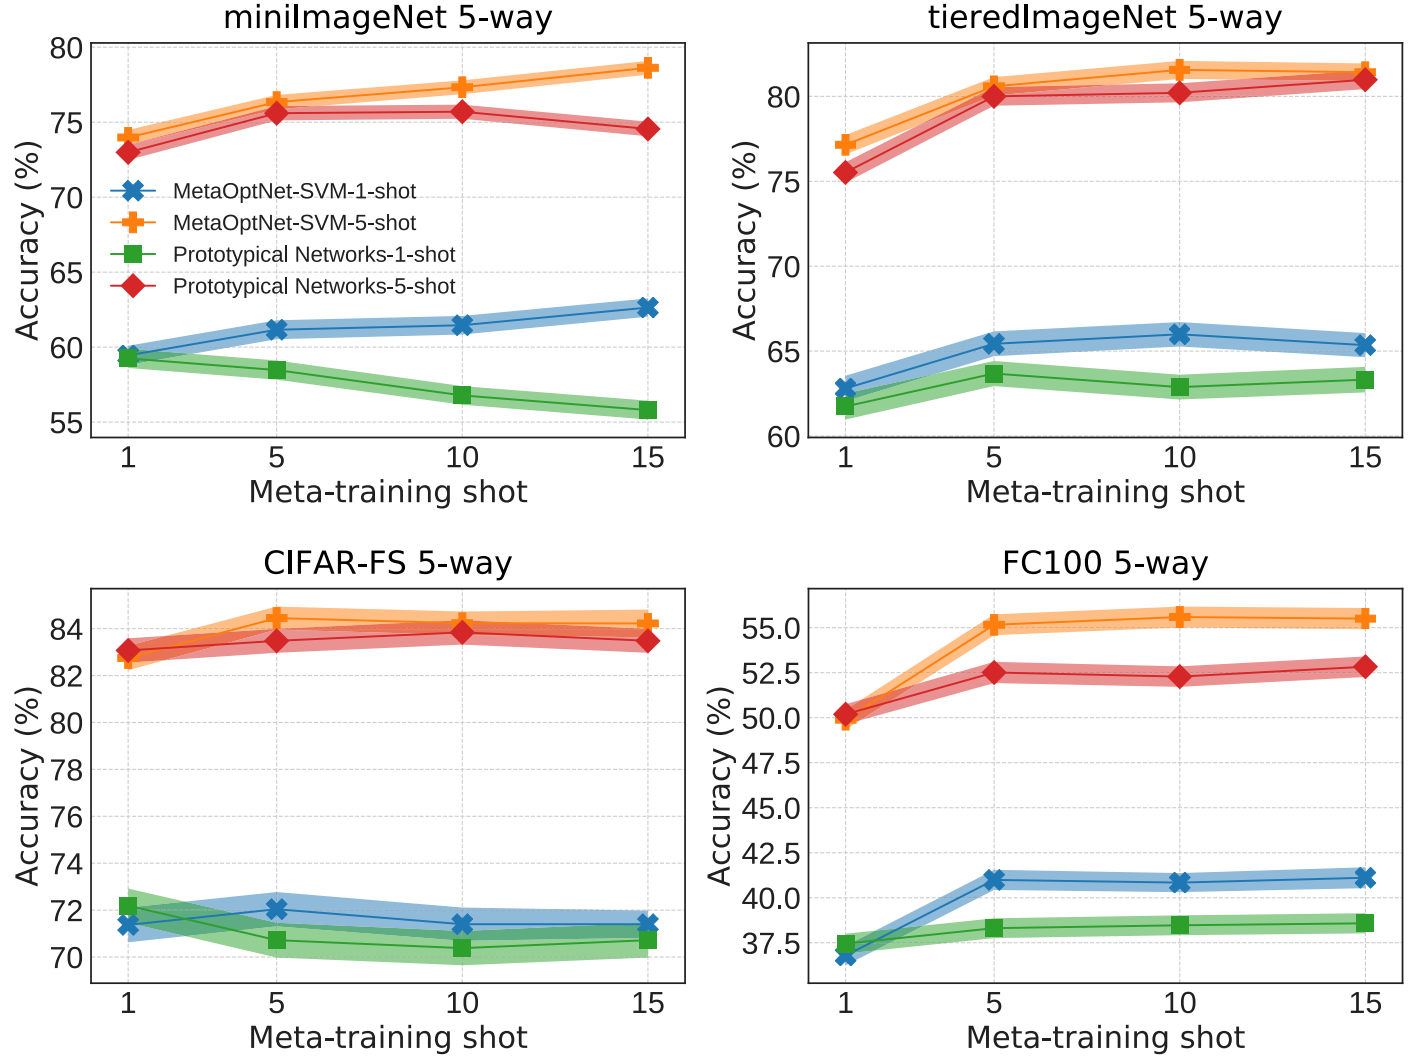 miniImageNet 5-way
80
75
70
65
60
55
Accuracy (%)
MetaOptNet-SVM-1-shot
MetaOptNet-SVM-5-shot
Prototypical Networks-1-shot
Prototypical Networks-5-shot
1 5 10 15
Meta-training shot
tieredImageNet 5-way
80
75
70
65
60
Accuracy (%)
1 5 10 15
Meta-training shot
CIFAR-FS 5-way
84
82
80
78
76
74
72
70
Accuracy (%)
1 5 10 15
Meta-training shot
FC100 5-way
55.0
52.5
50.0
47.5
45.0
42.5
40.0
37.5
Accuracy (%)
1 5 10 15
Meta-training shot